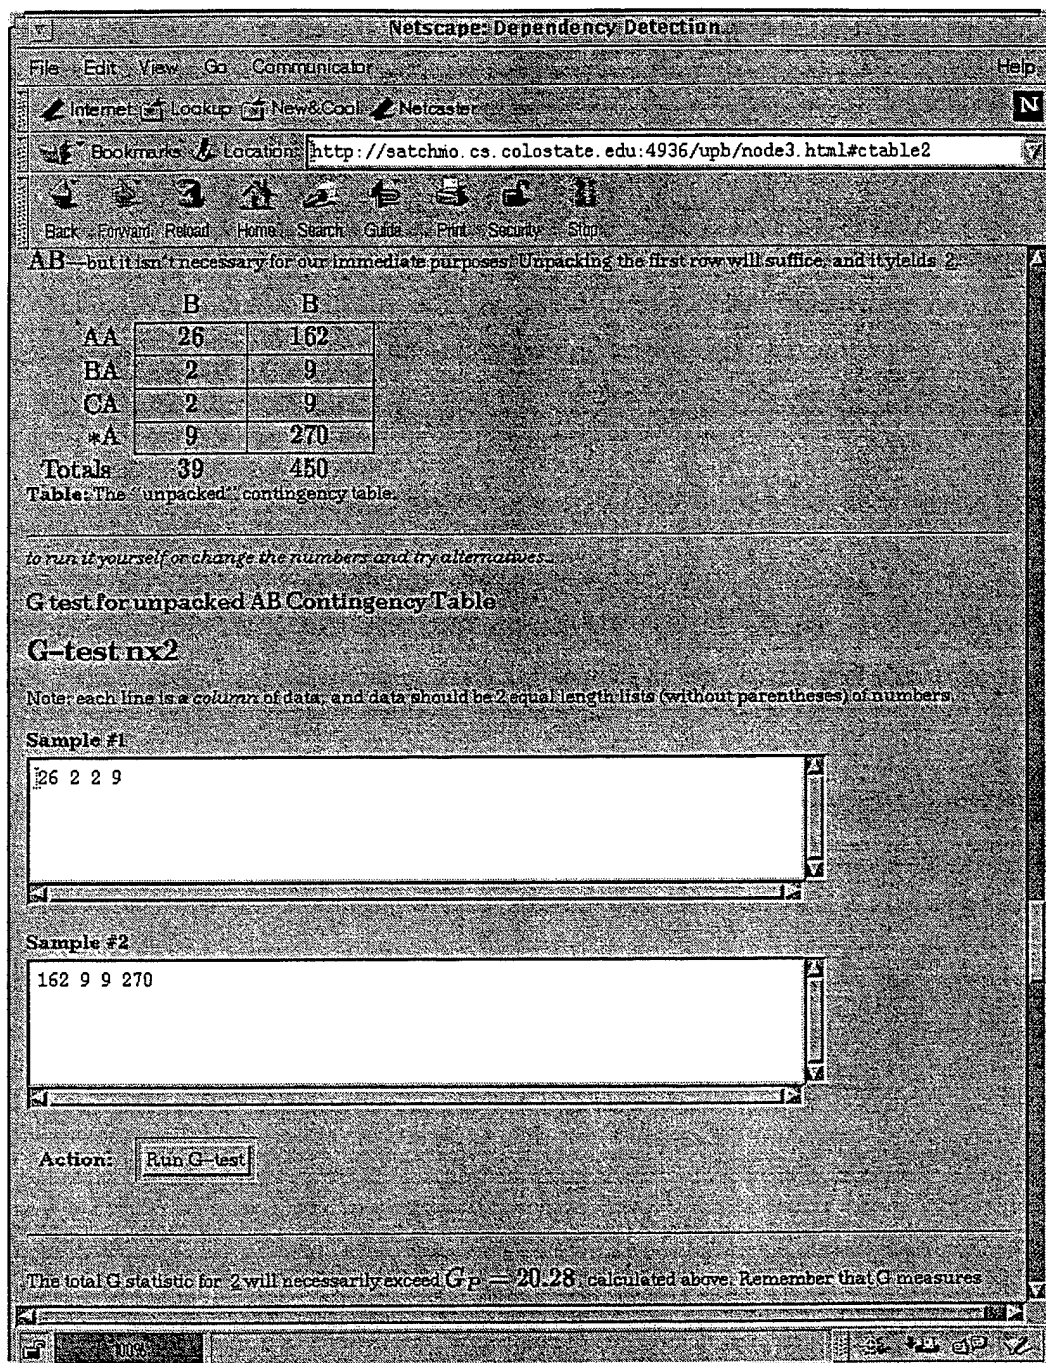 Netscape: Dependency Detection
File Edit View Go Communicator Help
Internet Lookup New&Cool Netcaster N
Bookmarks Location: http://satchmo.cs.colostate.edu:4936/upb/node3.html#ctable2
Back Forward Reload Home Search Guide Print Security Stop
AB—but it isn't necessary for our immediate purposes. Unpacking the first row will suffice, and it yields 2.
B B
AA 26 162
BA 2 9
CA 2 9
*A 9 270
Totals 39 450
Table: The "unpacked" contingency table.
to run it yourself or change the numbers and try alternatives...
G test for unpacked AB Contingency Table
G-test nx2
Note: each line is a column of data, and data should be 2 equal length lists (without parentheses) of numbers.
Sample #1
26 2 2 9
Sample #2
162 9 9 270
Action: Run G-test
The total G statistic for 2 will necessarily exceed G_P = 20.28, calculated above. Remember that G measures
100%